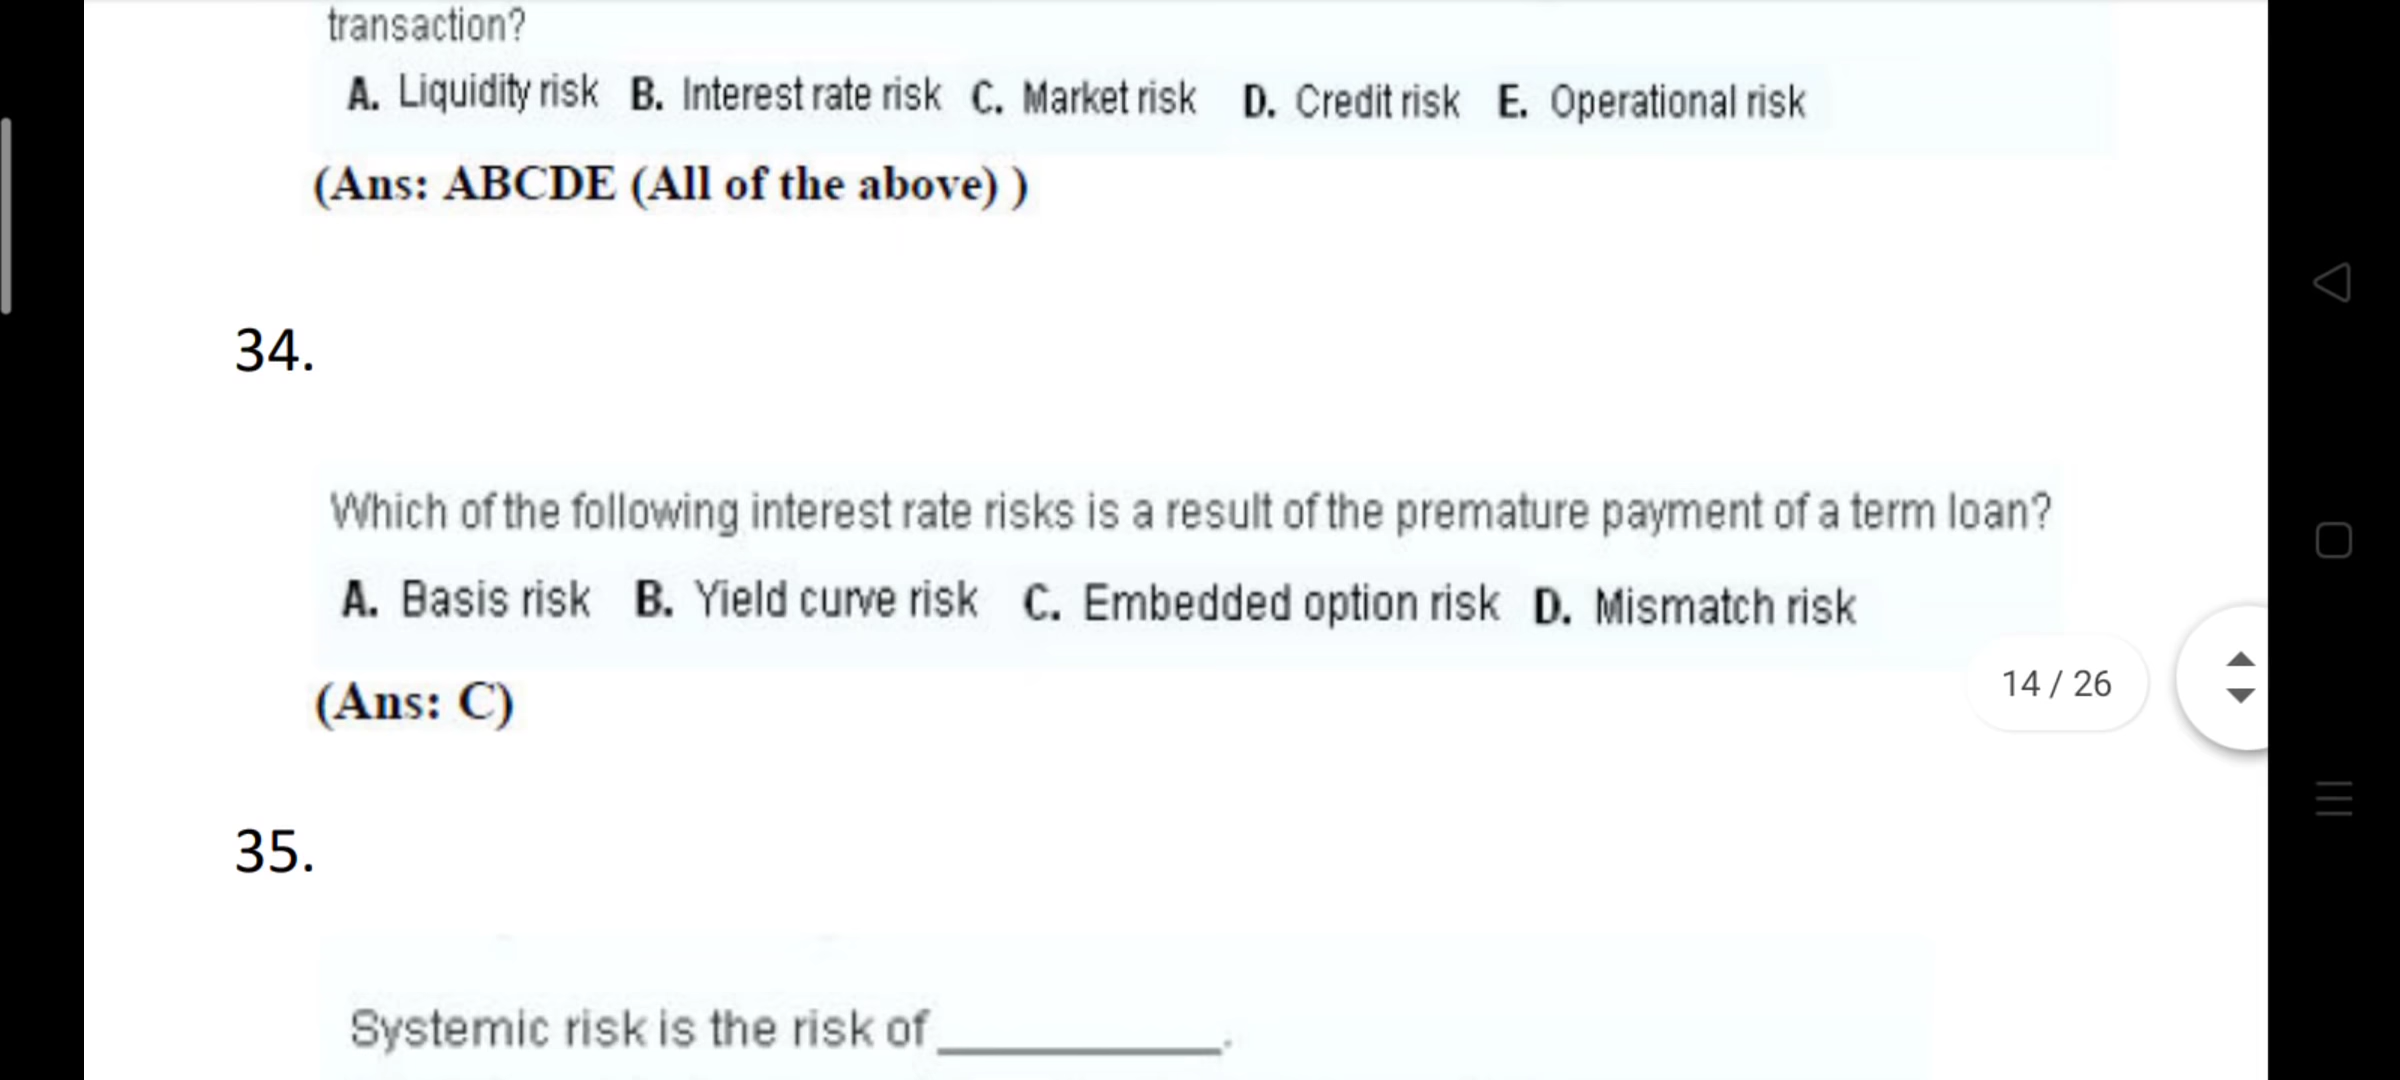 transaction?
A. Liquidity risk B. Interest rate risk C. Market risk D. Credit risk E. Operational risk
(Ans: ABCDE (All of the above) )
34.
Which of the following interest rate risks is a result of the premature payment of a term loan?
A. Basis risk B. Yield curve risk C. Embedded option risk D. Mismatch risk
(Ans: C)
14 / 26
35.
Systemic risk is the risk of __________.